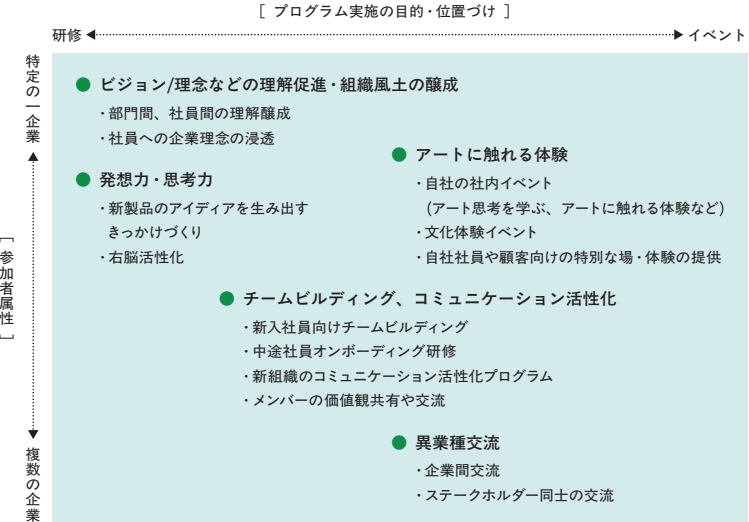 ［ プログラム実施の目的・位置づけ ］
研修
イベント
特定の一企業
［参加者属性］
複数の企業
● ビジョン/理念などの理解促進・組織風土の醸成
・部門間、社員間の理解醸成
・社員への企業理念の浸透
● アートに触れる体験
・自社の社内イベント
(アート思考を学ぶ、アートに触れる体験など)
・文化体験イベント
・自社社員や顧客向けの特別な場・体験の提供
● 発想力・思考力
・新製品のアイディアを生み出す
きっかけづくり
・右脳活性化
● チームビルディング、コミュニケーション活性化
・新入社員向けチームビルディング
・中途社員オンボーディング研修
・新組織のコミュニケーション活性化プログラム
・メンバーの価値観共有や交流
● 異業種交流
・企業間交流
・ステークホルダー同士の交流